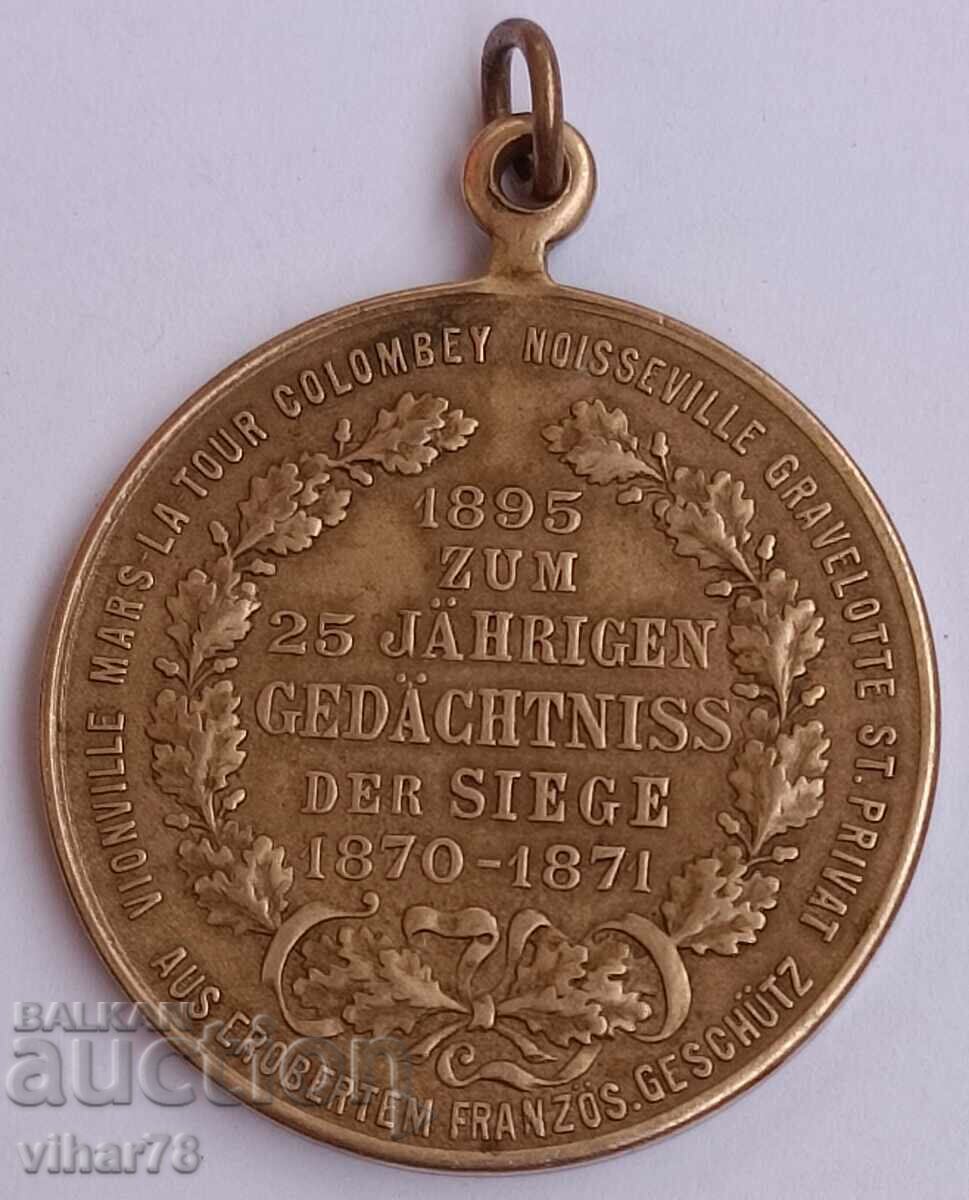 VIONVILLE MARS-LA TOUR COLOMBEY NOISSEVILLE GRAVELOTTE ST. PRIVAT
1895
ZUM
25 JÄHRIGEN
GEDÄCHTNISS
DER SIEGE
1870-1871
AUS EROBERTEM FRANZÖS. GESCHÜTZ
BALKAN
auction
vihar78